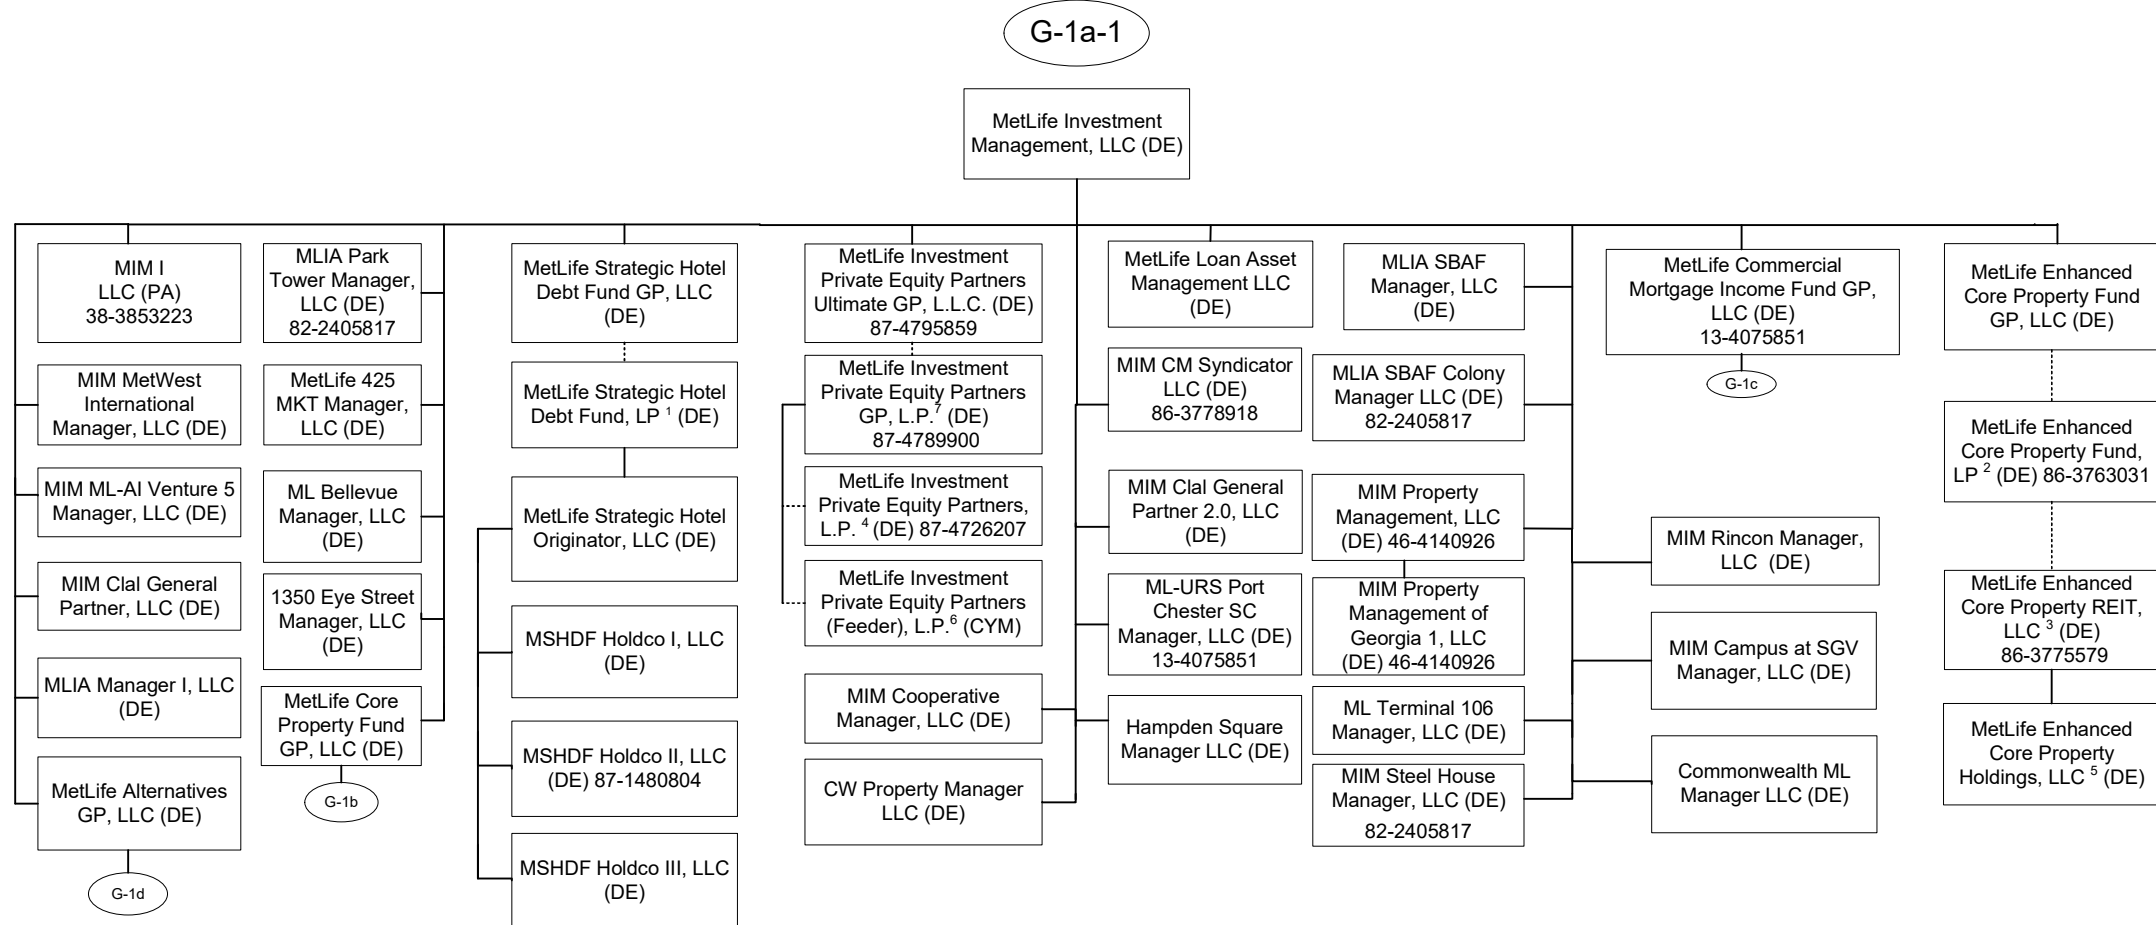 G-1a-1
MetLife Investment
Management, LLC (DE)
MIM I
LLC (PA)
38-3853223
MIM MetWest
International
Manager, LLC (DE)
MIM ML-AI Venture 5
Manager, LLC (DE)
MIM Clal General
Partner, LLC (DE)
MLIA Manager I, LLC
(DE)
MetLife Alternatives
GP, LLC (DE)
G-1d
MLIA Park
Tower Manager,
LLC (DE)
82-2405817
MetLife 425
MKT Manager,
LLC (DE)
ML Bellevue
Manager, LLC
(DE)
1350 Eye Street
Manager, LLC
(DE)
MetLife Core
Property Fund
GP, LLC (DE)
G-1b
MetLife Strategic Hotel
Debt Fund GP, LLC
(DE)
MetLife Strategic Hotel
Debt Fund, LP 1 (DE)
MetLife Strategic Hotel
Originator, LLC (DE)
MSHDF Holdco I, LLC
(DE)
MSHDF Holdco II, LLC
(DE) 87-1480804
MSHDF Holdco III, LLC
(DE)
MetLife Investment
Private Equity Partners
Ultimate GP, L.L.C. (DE)
87-4795859
MetLife Investment
Private Equity Partners
GP, L.P.7 (DE)
87-4789900
MetLife Investment
Private Equity Partners,
L.P. 4 (DE) 87-4726207
MetLife Investment
Private Equity Partners
(Feeder), L.P.6 (CYM)
MIM Cooperative
Manager, LLC (DE)
CW Property Manager
LLC (DE)
MetLife Loan Asset
Management LLC
(DE)
MIM CM Syndicator
LLC (DE)
86-3778918
MIM Clal General
Partner 2.0, LLC
(DE)
ML-URS Port
Chester SC
Manager, LLC (DE)
13-4075851
Hampden Square
Manager LLC (DE)
MLIA SBAF
Manager, LLC
(DE)
MLIA SBAF Colony
Manager LLC (DE)
82-2405817
MIM Property
Management, LLC
(DE) 46-4140926
MIM Property
Management of
Georgia 1, LLC
(DE) 46-4140926
ML Terminal 106
Manager, LLC (DE)
MIM Steel House
Manager, LLC (DE)
82-2405817
MetLife Commercial
Mortgage Income Fund GP,
LLC (DE)
13-4075851
G-1c
MIM Rincon Manager,
LLC (DE)
MIM Campus at SGV
Manager, LLC (DE)
Commonwealth ML
Manager LLC (DE)
MetLife Enhanced
Core Property Fund
GP, LLC (DE)
MetLife Enhanced
Core Property Fund,
LP 2 (DE) 86-3763031
MetLife Enhanced
Core Property REIT,
LLC 3 (DE)
86-3775579
MetLife Enhanced
Core Property
Holdings, LLC 5 (DE)